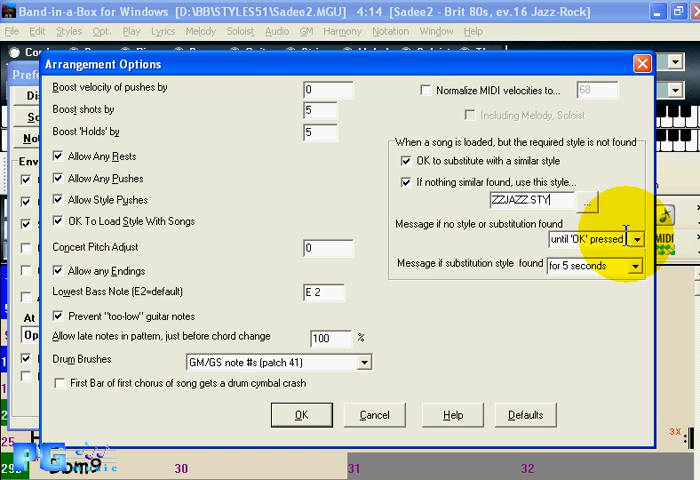 Band-in-a-Box for Windows [D:\BB\STYLES51\Sadee2.MGU] 4:14 [Sadee2 - Brit 80s, ev.16 Jazz-Rock]
File Edit Styles Opt. Play Lyrics Melody Soloist Audio GM Harmony Notation Window Help
Arrangement Options
Boost velocity of pushes by 0
Normalize MIDI velocities to... 68
Boost shots by 5
Including Melody, Soloist
Boost 'Holds' by 5
When a song is loaded, but the required style is not found
Allow Any Rests
OK to substitute with a similar style
Allow Any Pushes
If nothing similar found, use this style...
Allow Style Pushes
ZZJAZZ.STY ...
OK To Load Style With Songs
Message if no style or substitution found
Concert Pitch Adjust 0
until 'OK' pressed
Allow any Endings
Message if substitution style found for 5 seconds
Lowest Bass Note (E2=default) E 2
Prevent "too-low" guitar notes
Allow late notes in pattern, just before chord change 100 %
Drum Brushes GM/GS note #s (patch 41)
First Bar of first chorus of song gets a drum cymbal crash
OK Cancel Help Defaults
MIDI
At
3X:
25
PG music
29D Bbm9 30 31 32